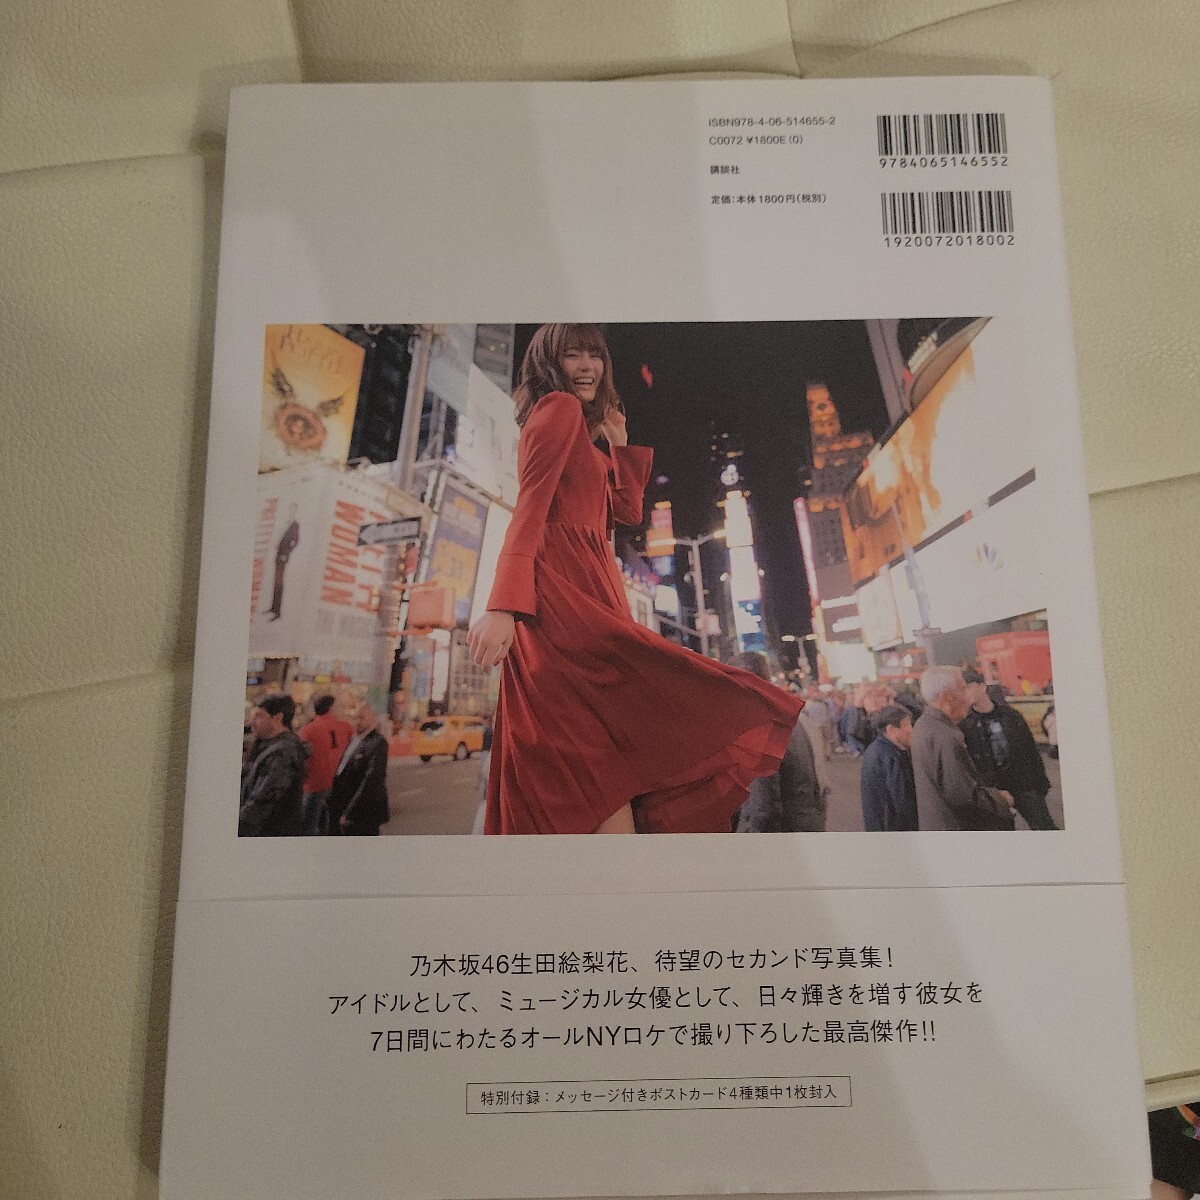 ISBN978-4-06-514655-2
C0072 ¥1800E (0)
講談社
定価:本体1800円(税別)
9784065146552
1920072018002
PRETTY WOMAN
WOMAN
1
乃木坂46生田絵梨花、待望のセカンド写真集!
アイドルとして、ミュージカル女優として、日々輝きを増す彼女を
7日間にわたるオールNYロケで撮り下ろした最高傑作!!
特別付録:メッセージ付きポストカード4種類中1枚封入